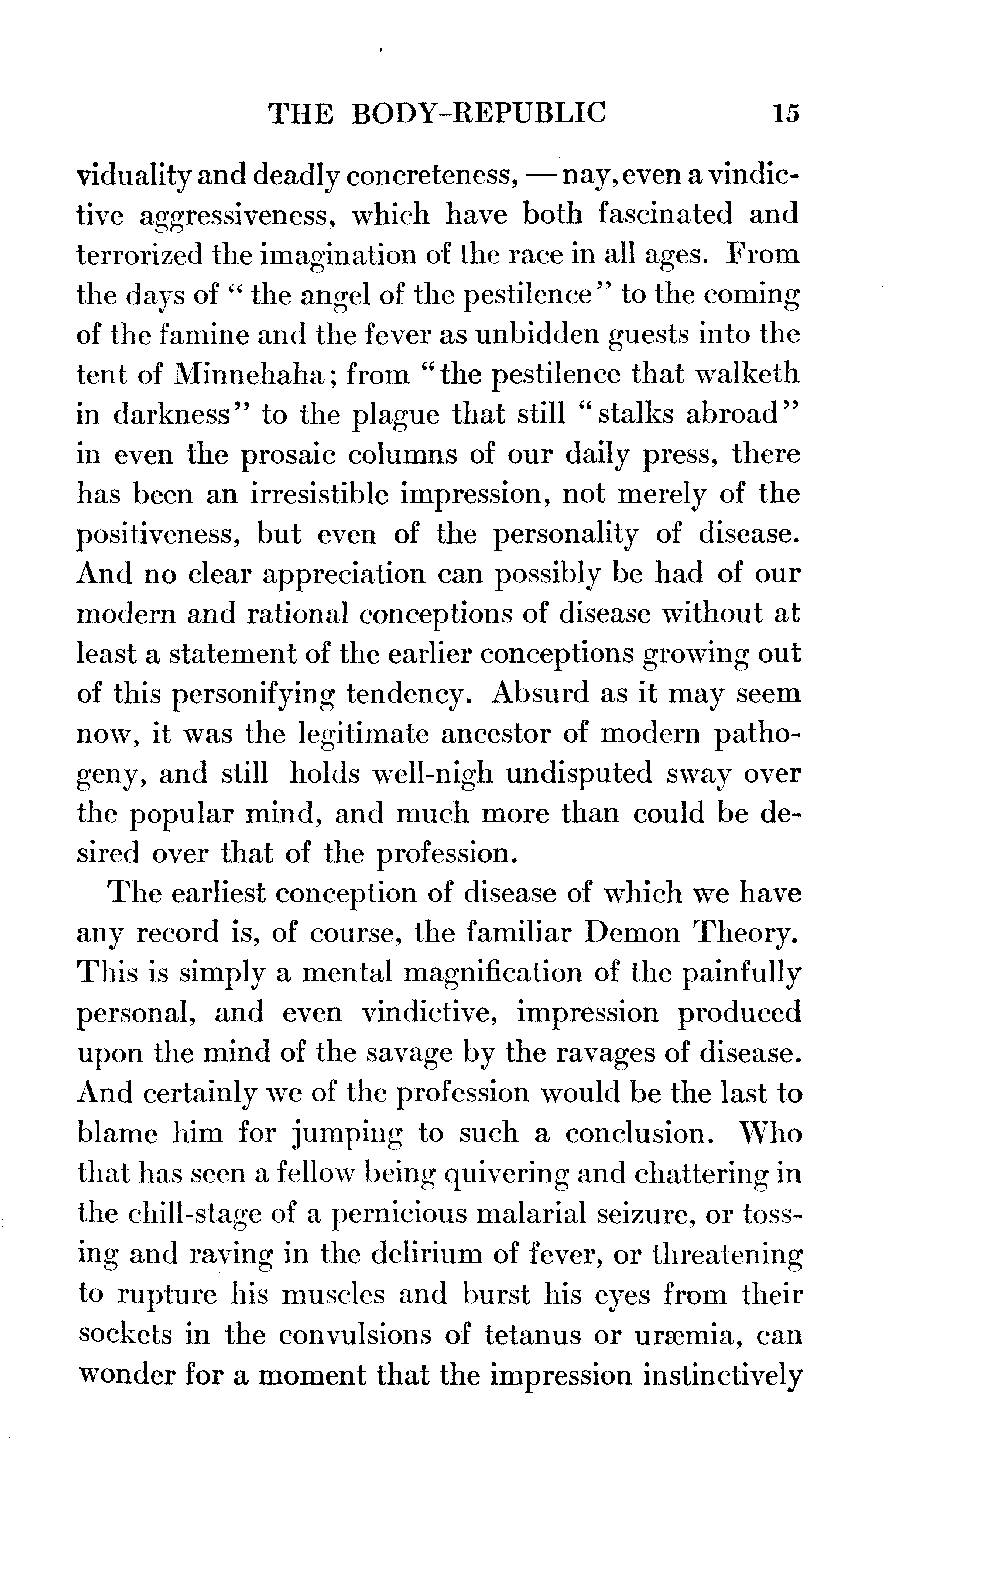 THE BODY-REPUBLIC 15
viduality and deadly concreteness, — nay, even a vindic-
tive aggressiveness, which have both fascinated and
terrorized the imagination of the race in all ages. From
the days of “ the angel of the pestilence” to the coming
of the famine and the fever as unbidden guests into the
tent of Minnehaha; from “the pestilence that walketh
in darkness” to the plague that still “stalks abroad”
in even the prosaic columns of our daily press, there
has been an irresistible impression, not merely of the
positiveness, but even of the personality of disease.
And no clear appreciation can possibly be had of our
modern and rational conceptions of disease without at
least a statement of the earlier conceptions growing out
of this personifying tendency. Absurd as it may seem
now, it was the legitimate ancestor of modern patho-
geny, and still holds well-nigh undisputed sway over
the popular mind, and much more than could be de-
sired over that of the profession.
The earliest conception of disease of which we have
any record is, of course, the familiar Demon Theory.
This is simply a mental magnification of the painfully
personal, and even vindictive, impression produced
upon the mind of the savage by the ravages of disease.
And certainly we of the profession would be the last to
blame him for jumping to such a conclusion. Who
that has seen a fellow being quivering and chattering in
the chill-stage of a pernicious malarial seizure, or toss-
ing and raving in the delirium of fever, or threatening
to rupture his muscles and burst his eyes from their
sockets in the convulsions of tetanus or uræmia, can
wonder for a moment that the impression instinctively